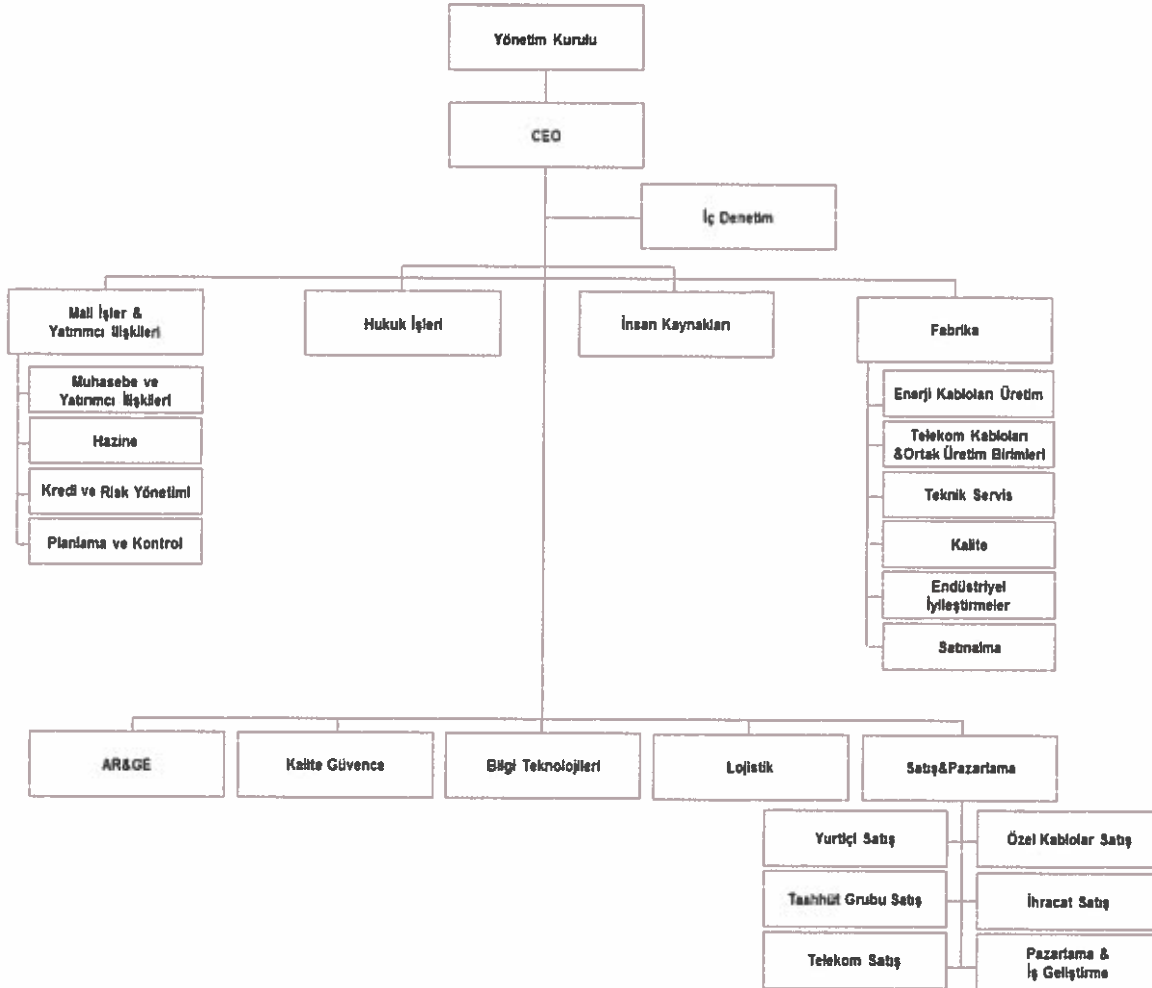 Yönetim Kurulu
CEO
İç Denetim
Mali İşler &
Yatırımcı İlişkileri
Hukuk İşleri
İnsan Kaynakları
Fabrika
Muhasebe ve
Yatırımcı İlişkileri
Hazine
Kredi ve Risk Yönetimi
Planlama ve Kontrol
Enerji Kabloları Üretim
Telekom Kabloları
&Ortak Üretim Birimleri
Teknik Servis
Kalite
Endüstriyel
İyileştirmeler
Satınalma
AR&GE
Kalite Güvence
Bilgi Teknolojileri
Lojistik
Satış&Pazarlama
Yurtiçi Satış
Özel Kablolar Satış
Taahhüt Grubu Satış
İhracat Satış
Telekom Satış
Pazarlama &
İş Geliştirme